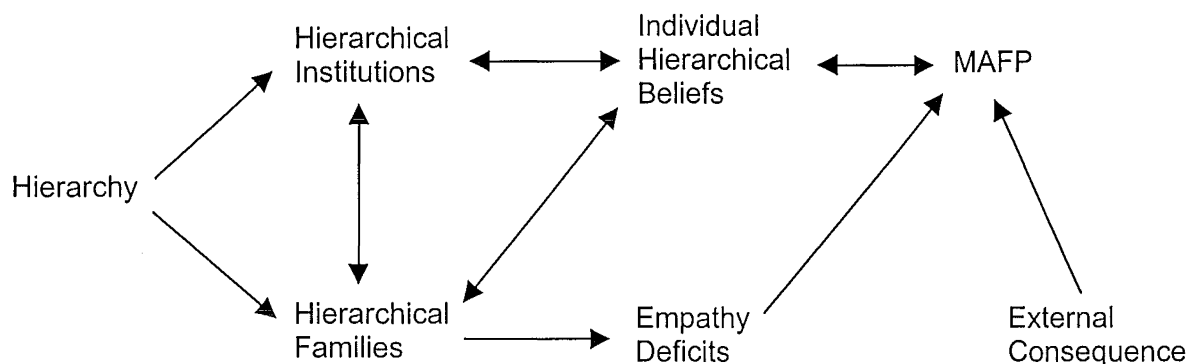 Hierarchical
Institutions
Individual
Hierarchical
Beliefs
MAFP
Hierarchy
Hierarchical
Families
Empathy
Deficits
External
Consequence